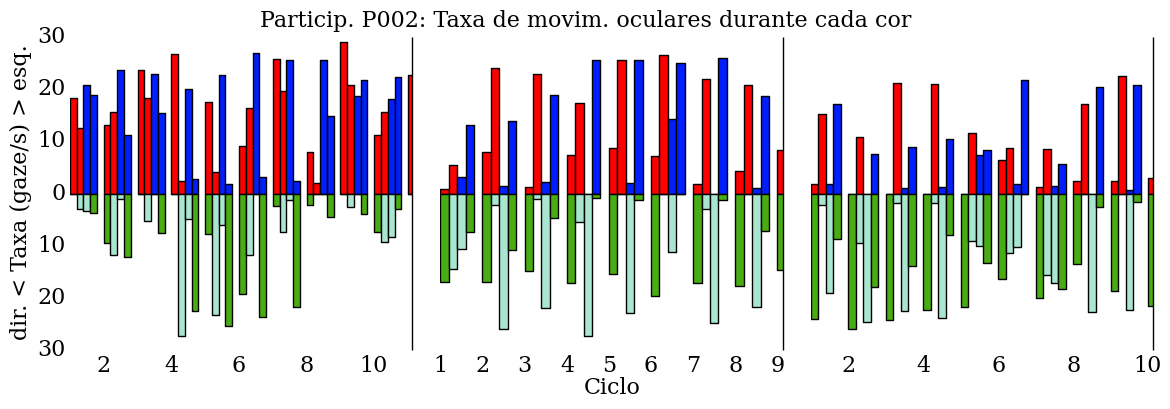 Particip. P002: Taxa de movim. oculares durante cada cor
dir. < Taxa (gaze/s) > esq.
30
20
10
0
10
20
30
2 4 6 8 10
1 2 3 4 5 6 7 8 9
2 4 6 8 10
Ciclo